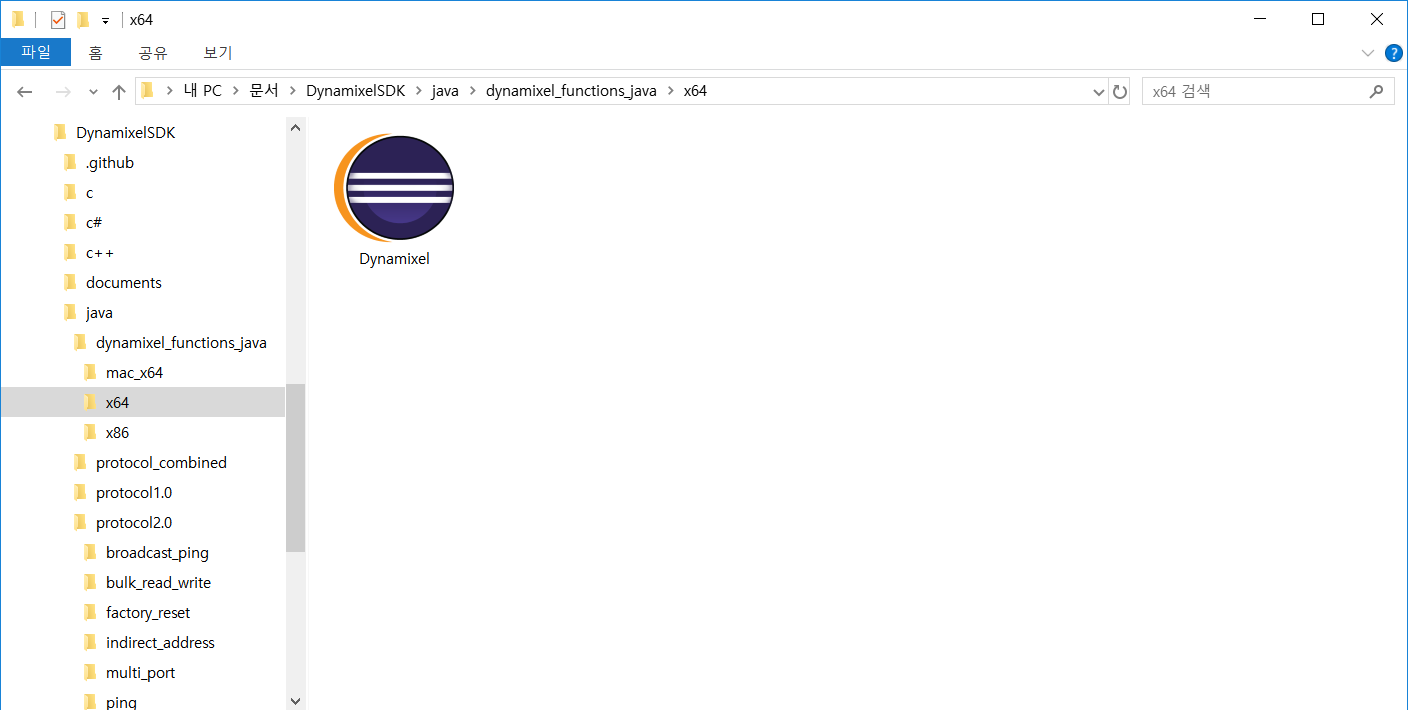 x64
파일 홈 공유 보기
내 PC 문서 DynamixelSDK java dynamixel_functions_java x64
x64 검색
DynamixelSDK
.github
c
c#
c++
documents
java
dynamixel_functions_java
mac_x64
x64
x86
protocol_combined
protocol1.0
protocol2.0
broadcast_ping
bulk_read_write
factory_reset
indirect_address
multi_port
ping
Dynamixel